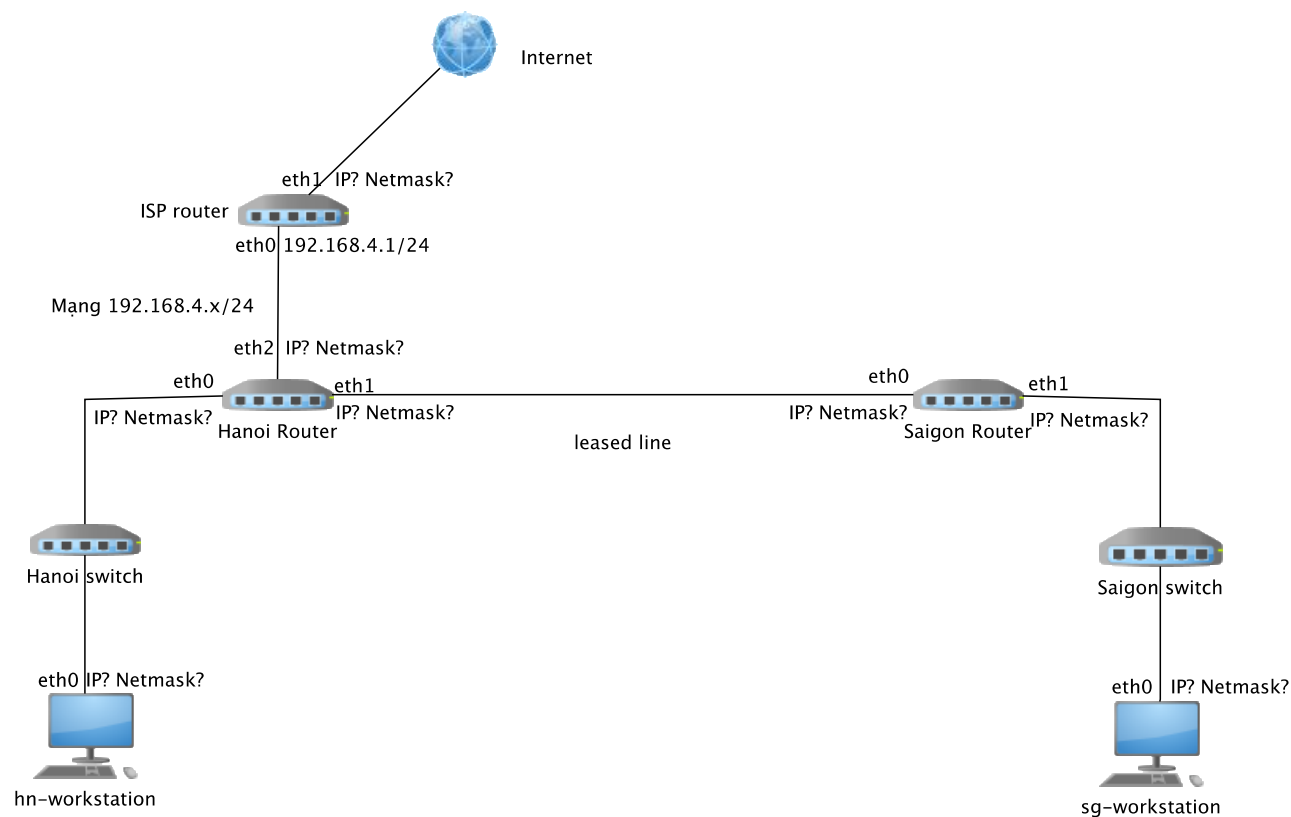 Internet
eth1 IP? Netmask?
ISP router
eth0 192.168.4.1/24
Mạng 192.168.4.x/24
eth2 IP? Netmask?
eth0
IP? Netmask?
eth1
IP? Netmask?
Hanoi Router
leased line
eth0
IP? Netmask?
Saigon Router
eth1
IP? Netmask?
Hanoi switch
Saigon switch
eth0 IP? Netmask?
hn-workstation
eth0 IP? Netmask?
sg-workstation